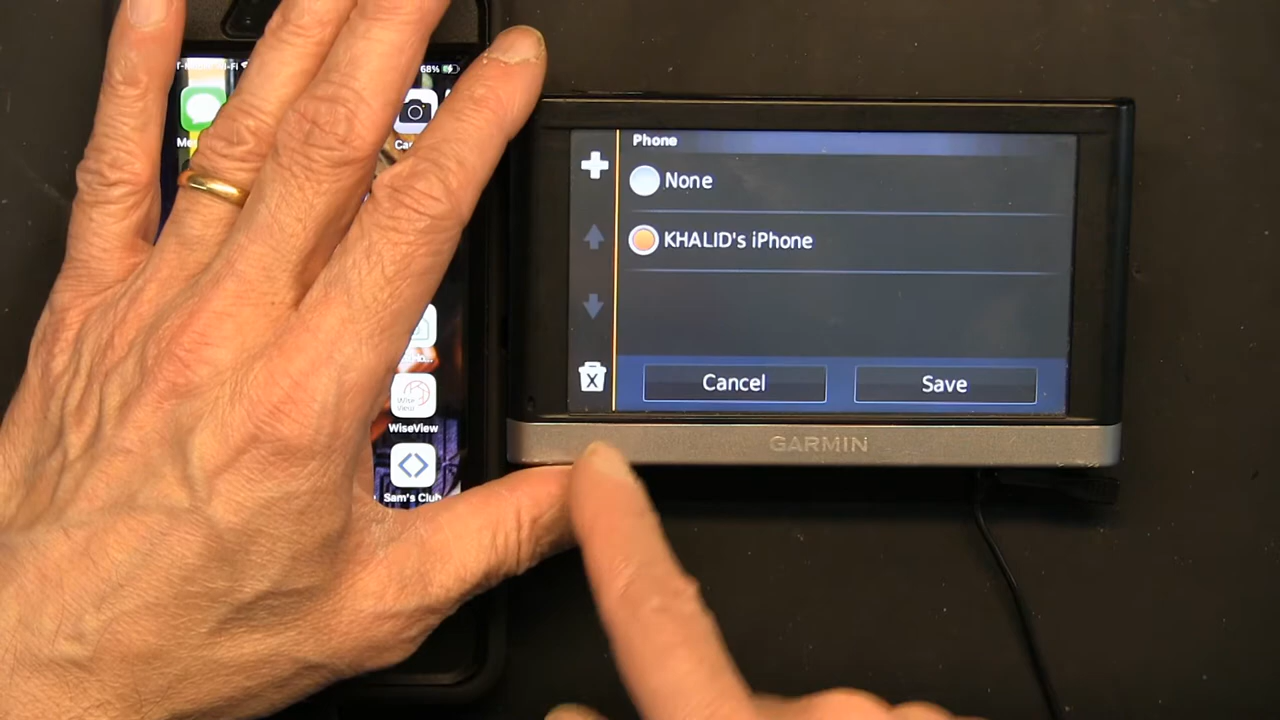 68%
Phone
None
KHALID's iPhone
WiseView
Sam's Club
Cancel
Save
GARMIN